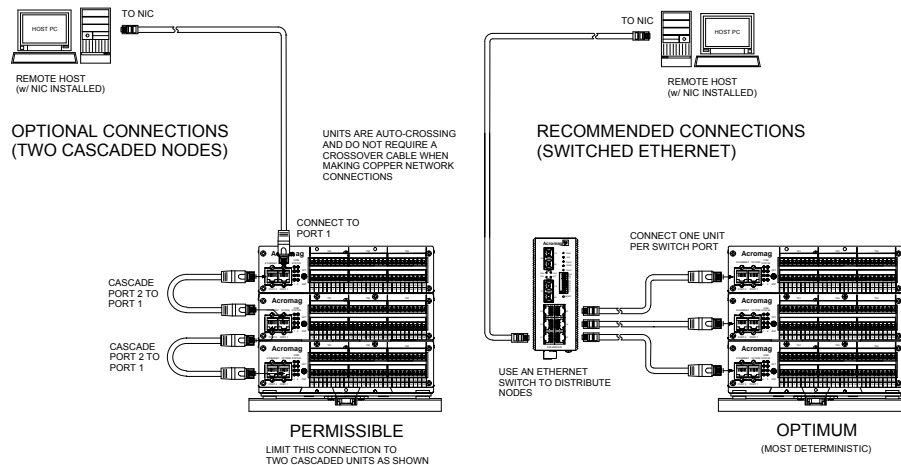 TO NIC
HOST PC
REMOTE HOST
(w/ NIC INSTALLED)
OPTIONAL CONNECTIONS
(TWO CASCADED NODES)
UNITS ARE AUTO-CROSSING
AND DO NOT REQUIRE A
CROSSOVER CABLE WHEN
MAKING COPPER NETWORK
CONNECTIONS
CONNECT TO
PORT 1
CASCADE
PORT 2 TO
PORT 1
CASCADE
PORT 2 TO
PORT 1
Acromag
Acromag
Acromag
PERMISSIBLE
LIMIT THIS CONNECTION TO
TWO CASCADED UNITS AS SHOWN
TO NIC
HOST PC
REMOTE HOST
(w/ NIC INSTALLED)
RECOMMENDED CONNECTIONS
(SWITCHED ETHERNET)
CONNECT ONE UNIT
PER SWITCH PORT
Acromag
USE AN ETHERNET
SWITCH TO DISTRIBUTE
NODES
Acromag
Acromag
Acromag
OPTIMUM
(MOST DETERMINISTIC)